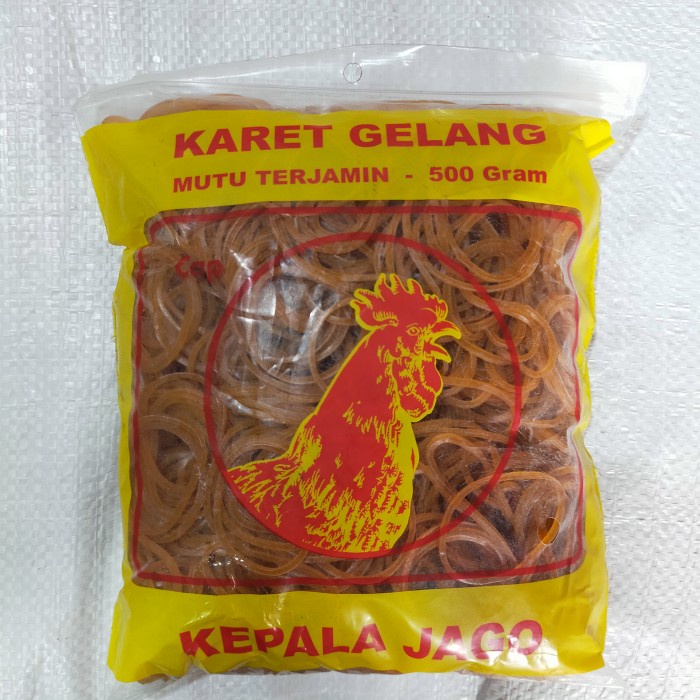 KARET GELANG
MUTU TERJAMIN - 500 Gram
Cap
KEPALA JAGO